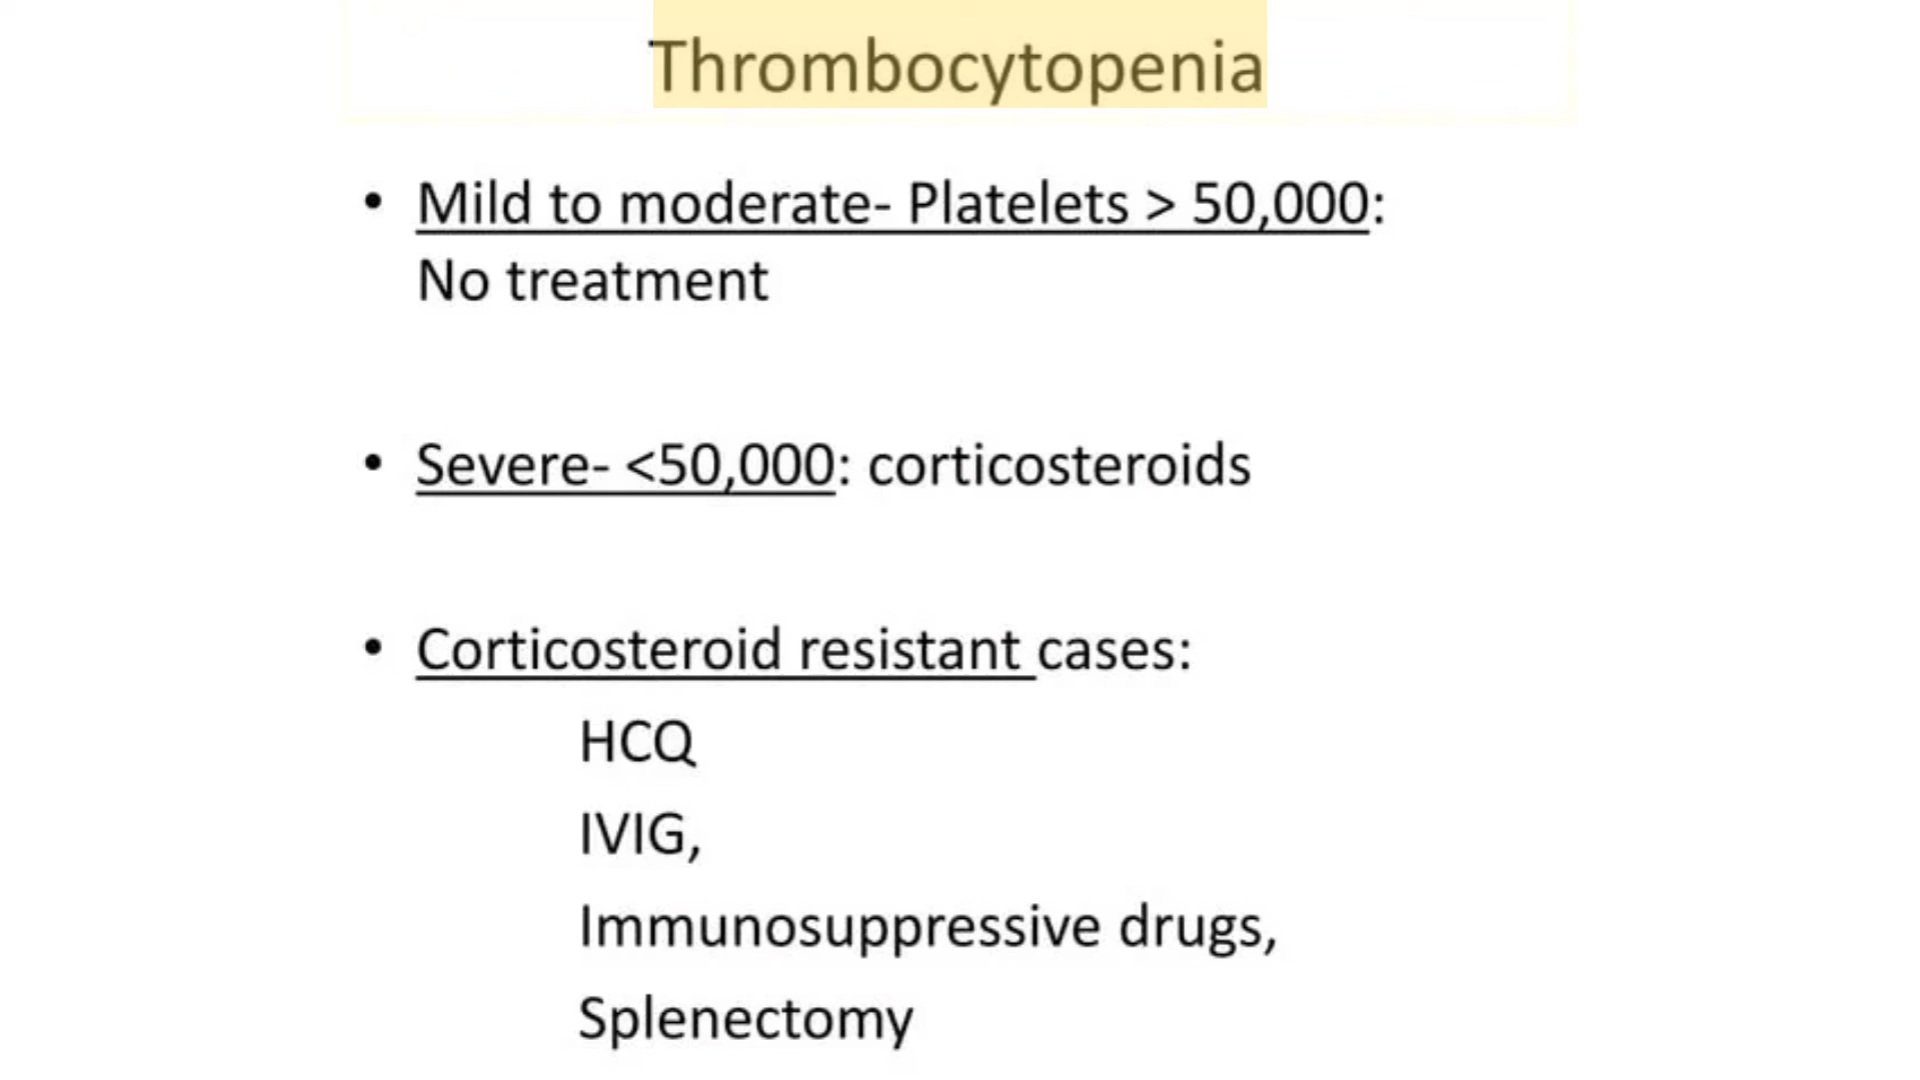 Thrombocytopenia
• Mild to moderate- Platelets > 50,000:
No treatment
• Severe- <50,000: corticosteroids
• Corticosteroid resistant cases:
HCQ
IVIG,
Immunosuppressive drugs,
Splenectomy